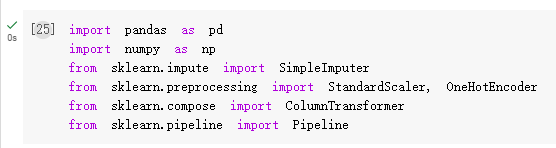 [25] import pandas as pd
0s import numpy as np
from sklearn.impute import SimpleImputer
from sklearn.preprocessing import StandardScaler, OneHotEncoder
from sklearn.compose import ColumnTransformer
from sklearn.pipeline import Pipeline